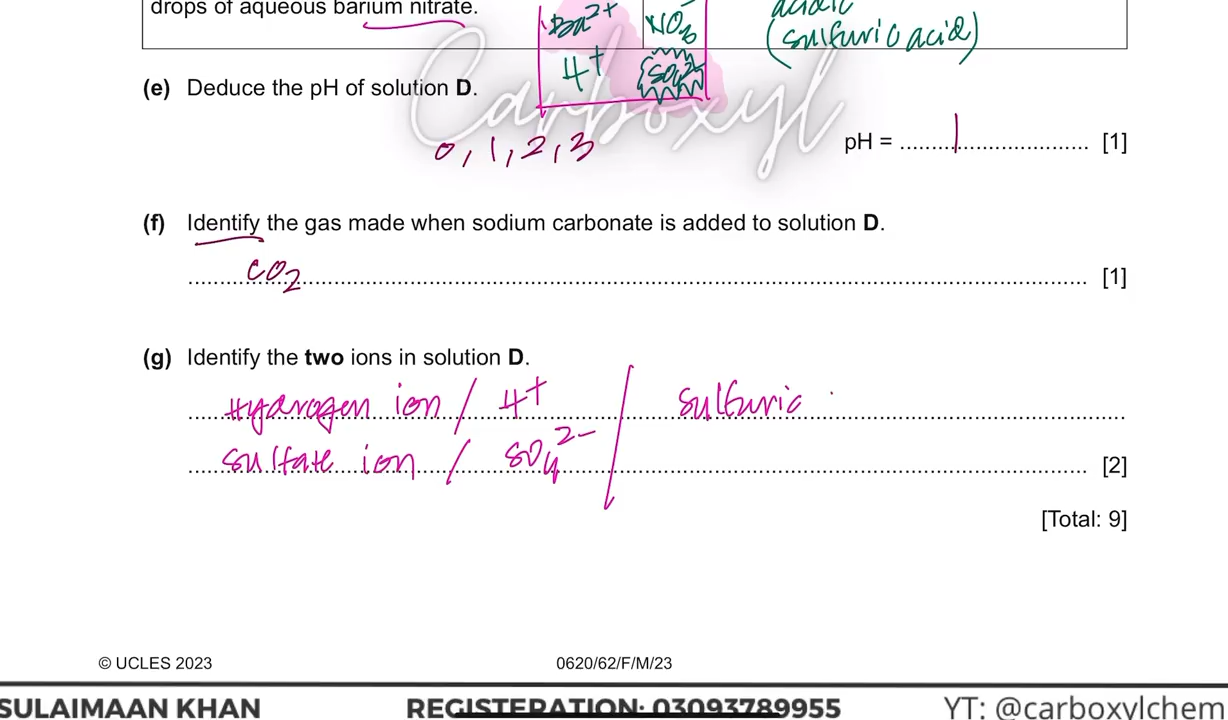 drops of aqueous barium nitrate.
Ba²⁺ NO₃⁻
acidic
(sulfuric acid)
H⁺ SO₄²⁻
(e) Deduce the pH of solution D.
Carboxyl
0, 1, 2, 3
pH = ........1........ [1]
(f) Identify the gas made when sodium carbonate is added to solution D.
CO₂ [1]
(g) Identify the two ions in solution D.
Hydrogen ion / H⁺ / sulfuric
sulfate ion / SO₄²⁻ [2]
[Total: 9]
© UCLES 2023 0620/62/F/M/23
SULAIMAAN KHAN REGISTERATION: 03093789955 YT: @carboxylchem